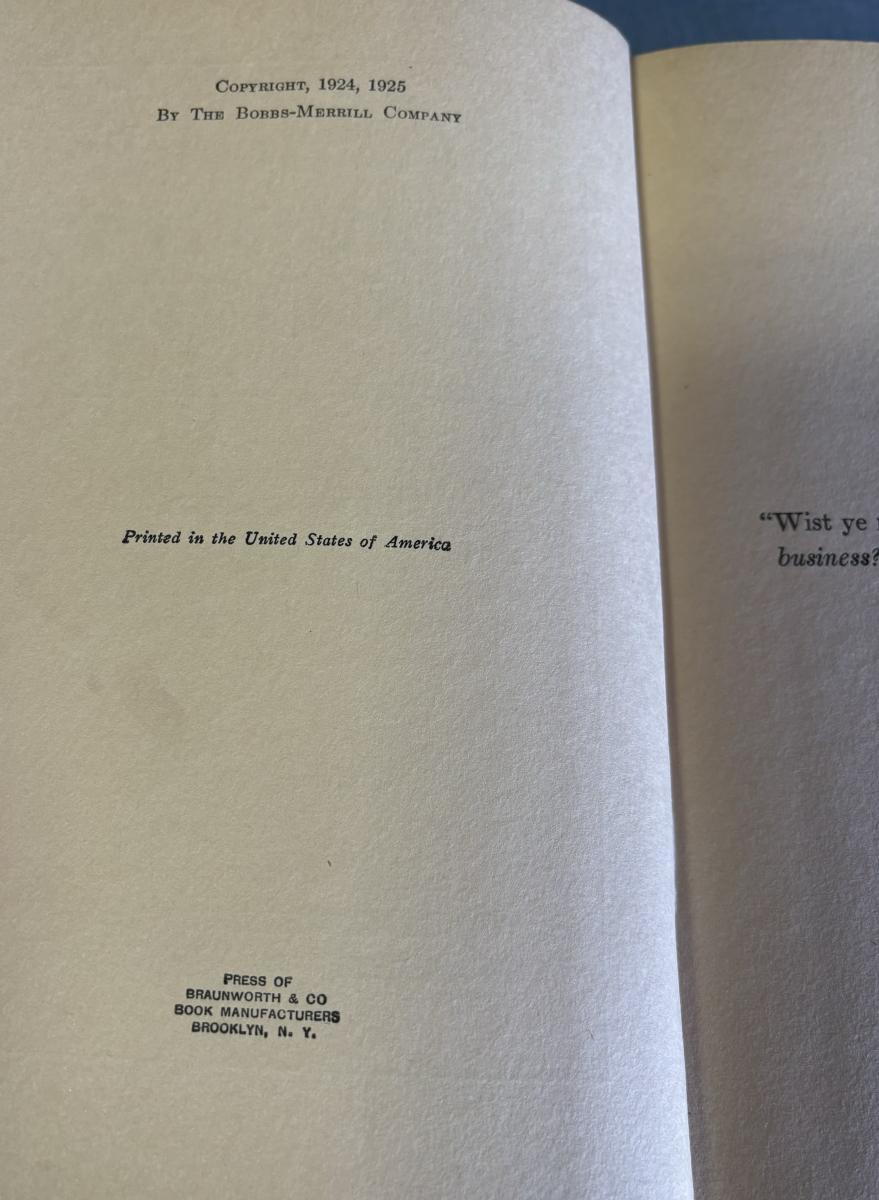 Copyright, 1924, 1925
By The Bobbs-Merrill Company
Printed in the United States of America
PRESS OF
BRAUNWORTH & CO
BOOK MANUFACTURERS
BROOKLYN, N. Y.
“Wist ye
business?